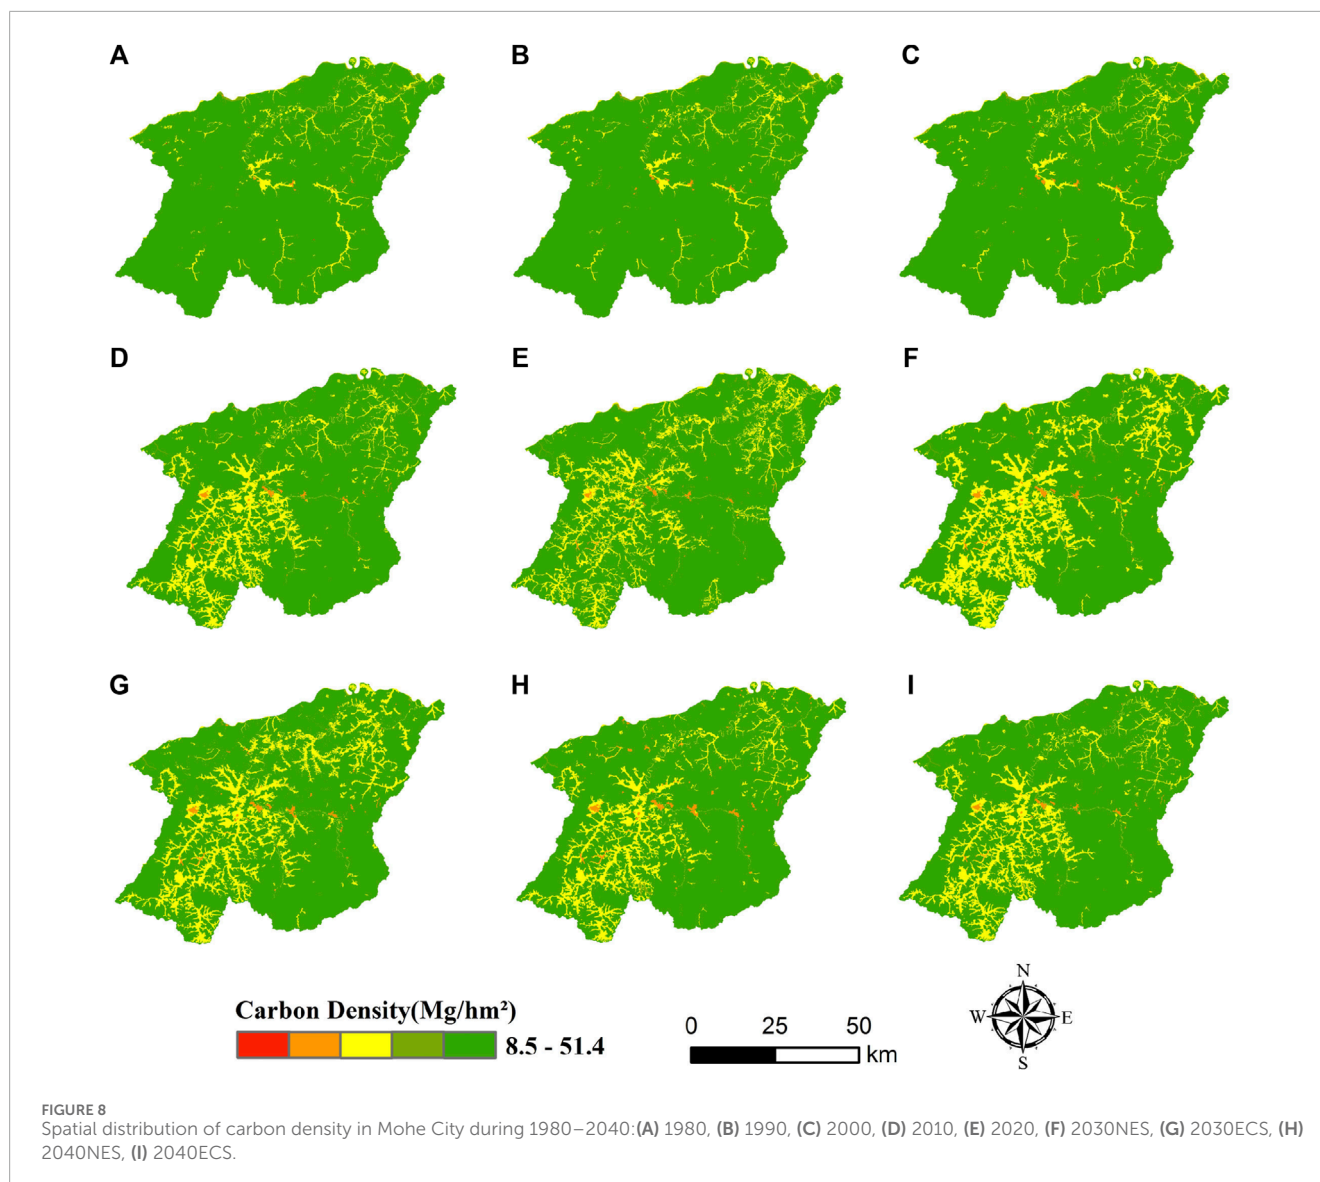 A
B
C
D
E
F
G
H
I
Carbon Density(Mg/hm²)
8.5 - 51.4
0 25 50
km
N
W E
S
FIGURE 8
Spatial distribution of carbon density in Mohe City during 1980–2040:(A) 1980, (B) 1990, (C) 2000, (D) 2010, (E) 2020, (F) 2030NES, (G) 2030ECS, (H)
2040NES, (I) 2040ECS.